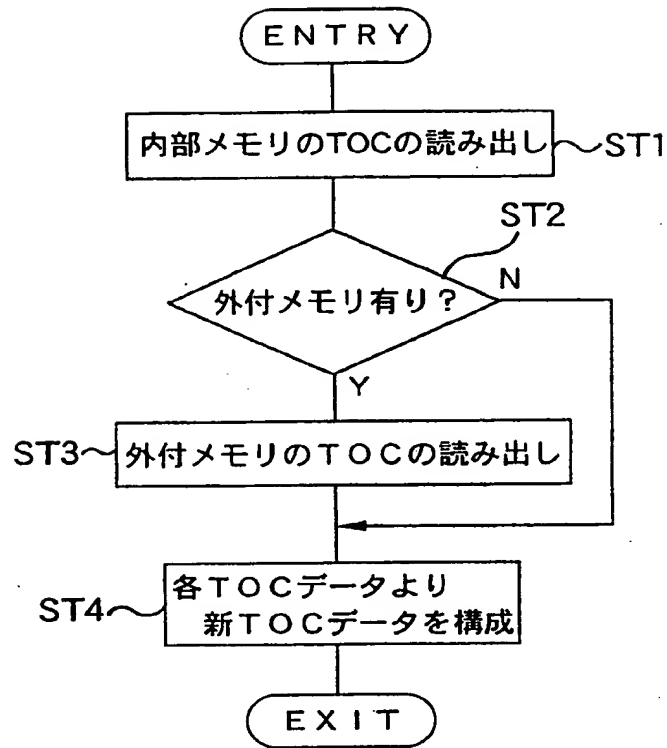 ENTRY
内部メモリのTOCの読み出し
ST1
ST2
外付メモリ有り?
N
Y
ST3
外付メモリのTOCの読み出し
ST4
各TOCデータより
新TOCデータを構成
EXIT